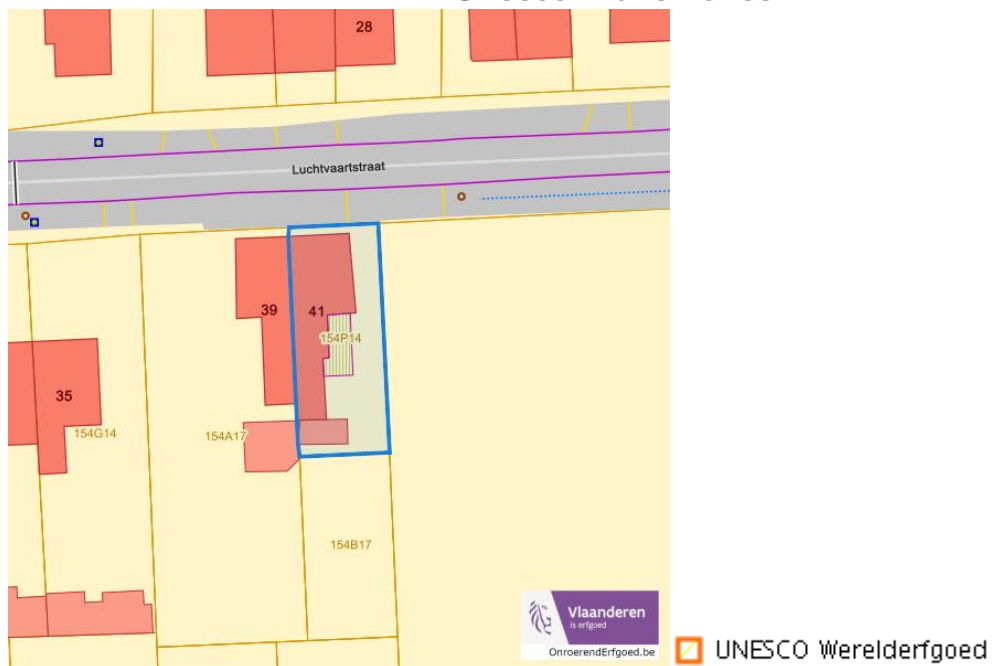 28
Luchtvaartstraat
39
41
154P14
35
154G14
154A17
154B17
Vlaanderen
is erfgoed
OnroerendErfgoed.be
UNESCO Werelderfgoed